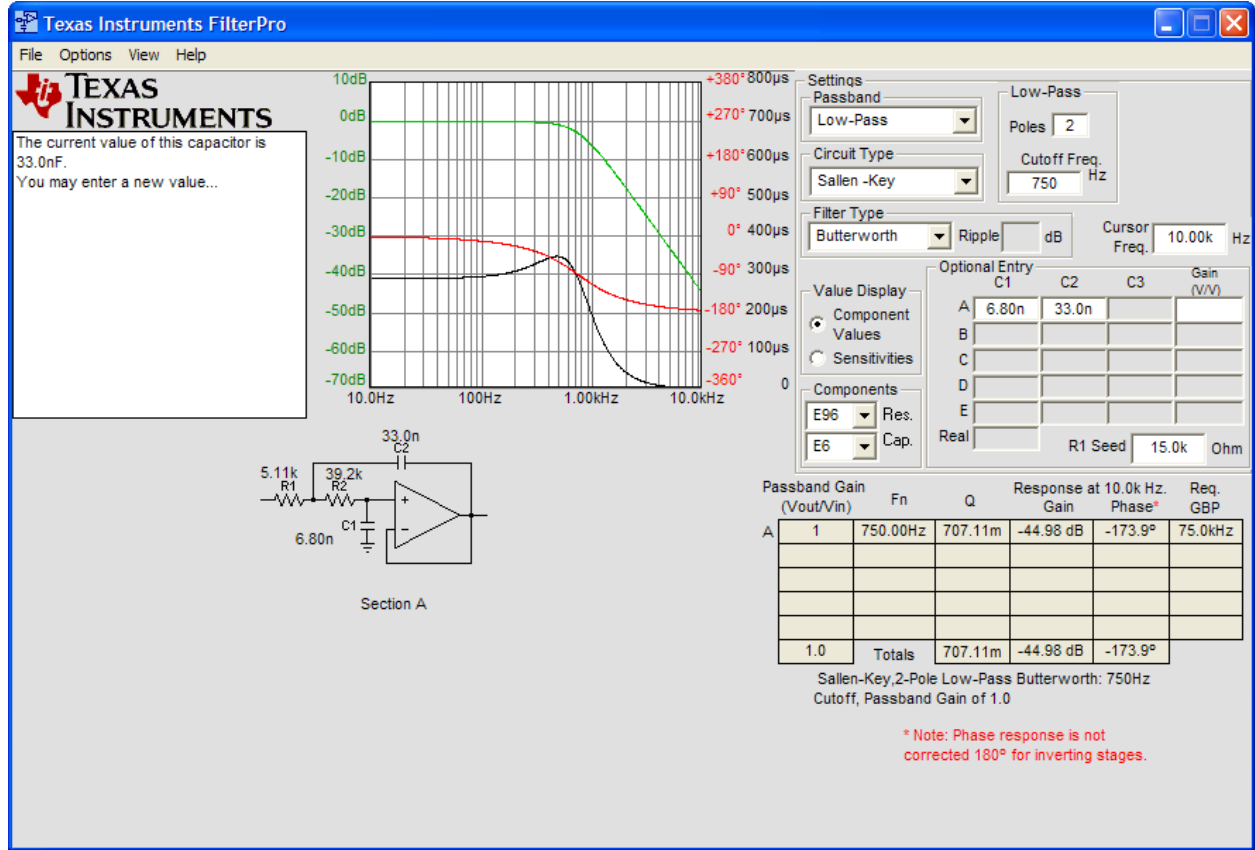 Texas Instruments FilterPro
File Options View Help
TEXAS
INSTRUMENTS
The current value of this capacitor is
33.0nF.
You may enter a new value...
10dB
0dB
-10dB
-20dB
-30dB
-40dB
-50dB
-60dB
-70dB
+380° 800µs
+270° 700µs
+180° 600µs
+90° 500µs
0° 400µs
-90° 300µs
-180° 200µs
-270° 100µs
-360° 0
10.0Hz 100Hz 1.00kHz 10.0kHz
Settings
Passband
Low-Pass
Circuit Type
Sallen -Key
Filter Type
Butterworth Ripple dB
Low-Pass
Poles 2
Cutoff Freq.
750 Hz
Cursor
Freq. 10.00k Hz
Value Display
Component
Values
Sensitivities
Components
E96 Res.
E6 Cap.
Optional Entry
C1 C2 C3 Gain
(V/V)
A 6.80n 33.0n
B
C
D
E
Real
R1 Seed 15.0k Ohm
33.0n
C2
5.11k 39.2k
R1 R2
+
-
C1
6.80n
Section A
Passband Gain
(Vout/Vin)
Fn
Q
Response at 10.0k Hz.
Gain Phase*
Req.
GBP
A 1 750.00Hz 707.11m -44.98 dB -173.9º 75.0kHz
1.0 Totals 707.11m -44.98 dB -173.9º
Sallen-Key,2-Pole Low-Pass Butterworth: 750Hz
Cutoff, Passband Gain of 1.0
* Note: Phase response is not
corrected 180º for inverting stages.